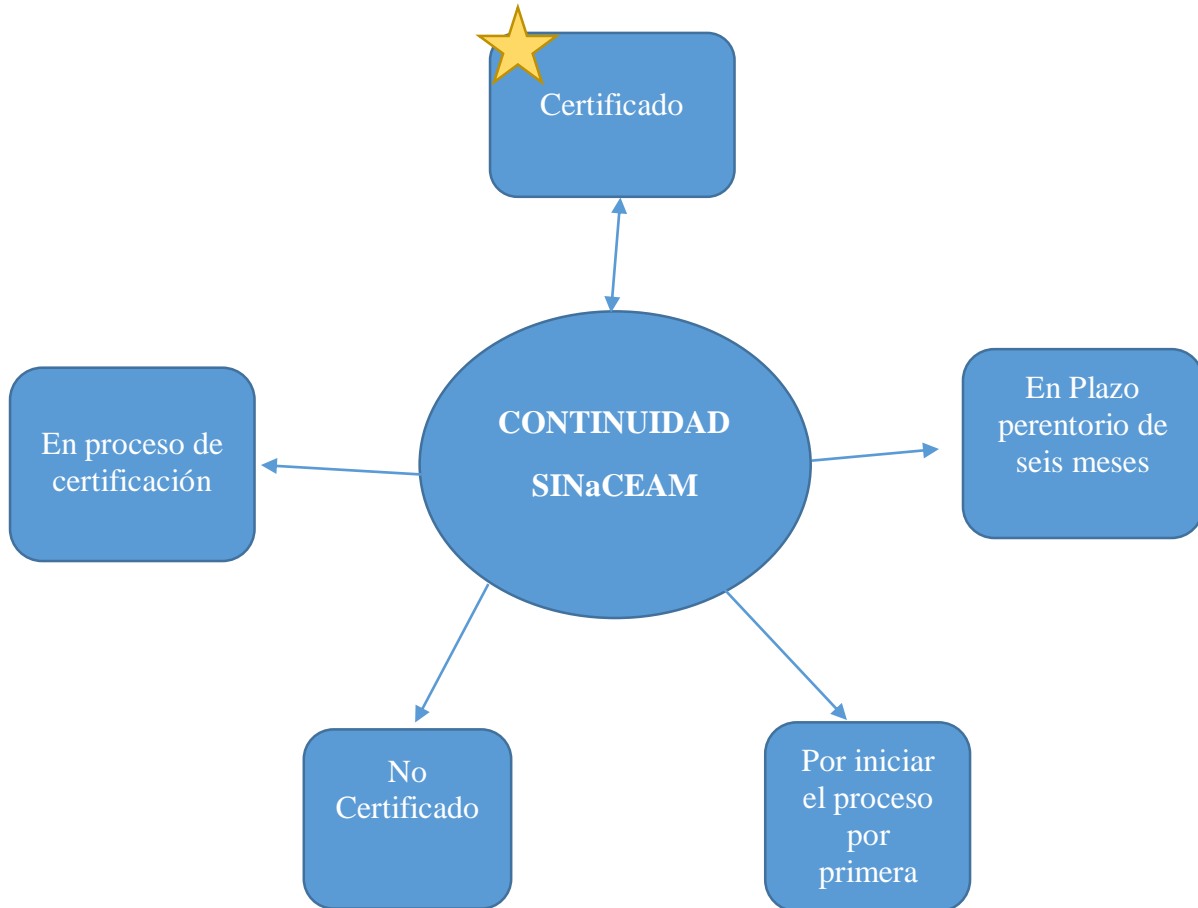 Certificado
CONTINUIDAD
SINaCEAM
En Plazo
perentorio de
seis meses
En proceso de
certificación
No
Certificado
Por iniciar
el proceso
por
primera